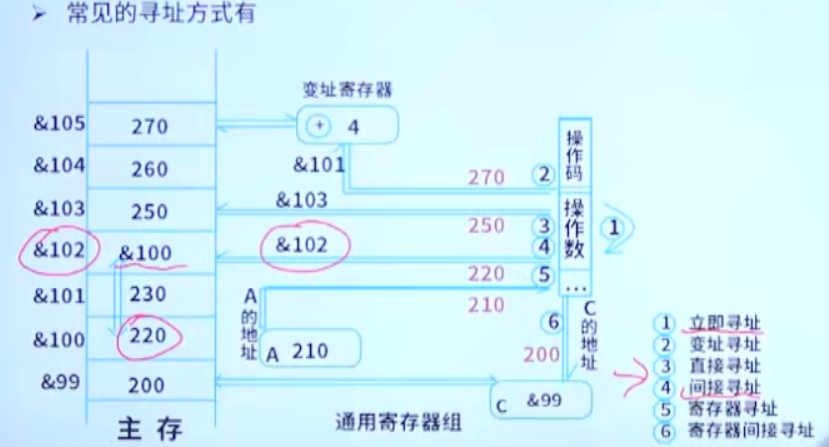 ➢ 常见的寻址方式有
变址寄存器
&105 270
+ 4
&104 260
&101
270
②
操作码
&103 250
&103
250
③
操作数
①
&102 &100
&102
④
220
⑤
...
&101 230
210
A的地址
⑥
C的地址
&100 220
A 210
200
&99 200
C &99
主存
通用寄存器组
① 立即寻址
② 变址寻址
③ 直接寻址
④ 间接寻址
⑤ 寄存器寻址
⑥ 寄存器间接寻址